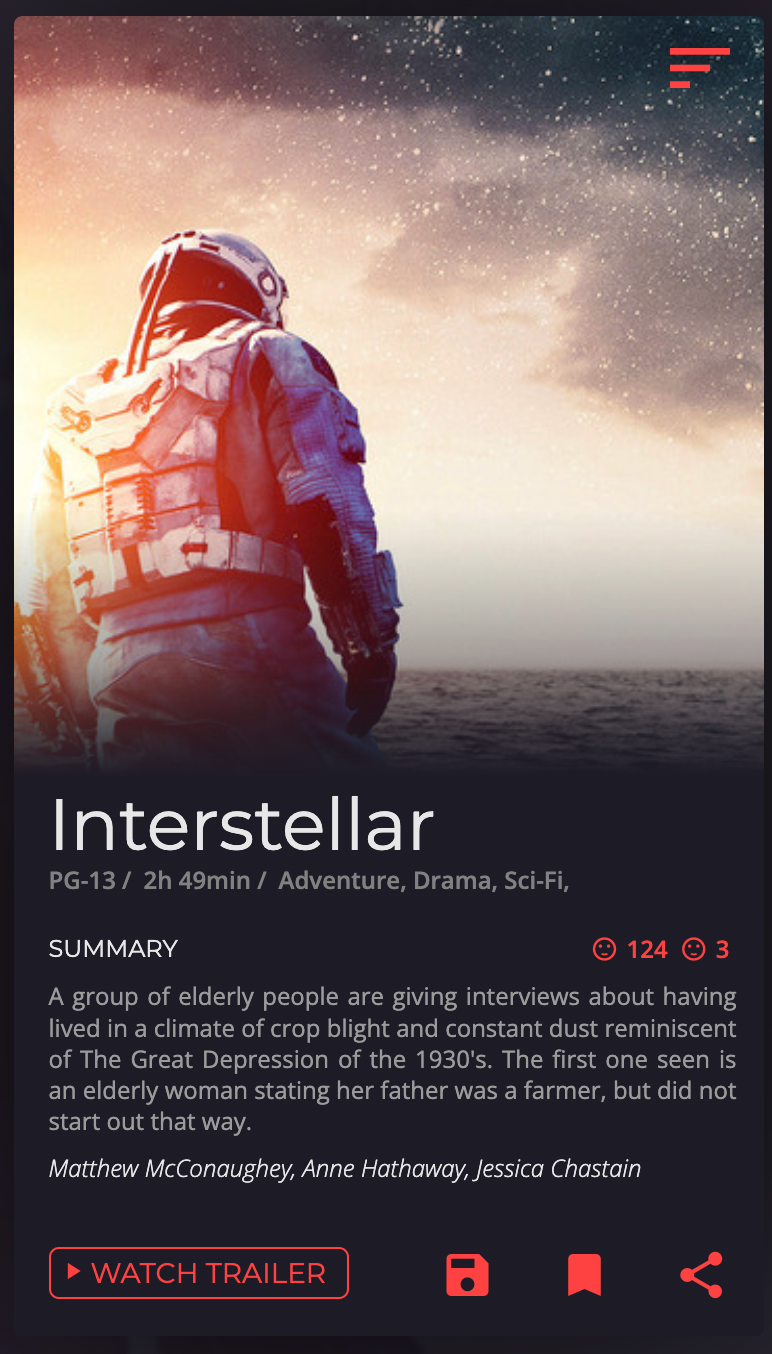 Interstellar
PG-13 / 2h 49min / Adventure, Drama, Sci-Fi,
SUMMARY 124 3
A group of elderly people are giving interviews about having
lived in a climate of crop blight and constant dust reminiscent
of The Great Depression of the 1930's. The first one seen is
an elderly woman stating her father was a farmer, but did not
start out that way.
Matthew McConaughey, Anne Hathaway, Jessica Chastain
WATCH TRAILER